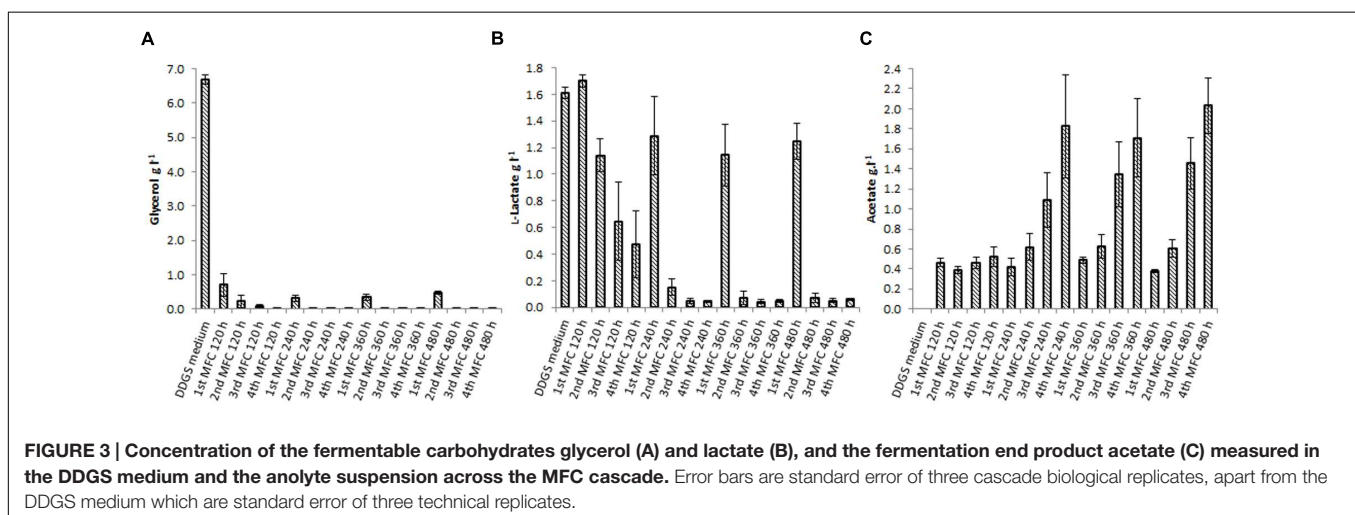 A
B
C
7.0
6.0
5.0
4.0
3.0
2.0
1.0
0.0
Glycerol g l⁻¹
DDGS medium
1st MFC 120 h
2nd MFC 120 h
3rd MFC 120 h
4th MFC 120 h
1st MFC 240 h
2nd MFC 240 h
3rd MFC 240 h
4th MFC 240 h
1st MFC 360 h
2nd MFC 360 h
3rd MFC 360 h
4th MFC 360 h
1st MFC 480 h
2nd MFC 480 h
3rd MFC 480 h
4th MFC 480 h
1.8
1.6
1.4
1.2
1.0
0.8
0.6
0.4
0.2
0.0
L-Lactate g l⁻¹
DDGS medium
1st MFC 120 h
2nd MFC 120 h
3rd MFC 120 h
4th MFC 120 h
1st MFC 240 h
2nd MFC 240 h
3rd MFC 240 h
4th MFC 240 h
1st MFC 360 h
2nd MFC 360 h
3rd MFC 360 h
4th MFC 360 h
1st MFC 480 h
2nd MFC 480 h
3rd MFC 480 h
4th MFC 480 h
2.4
2.2
2.0
1.8
1.6
1.4
1.2
1.0
0.8
0.6
0.4
0.2
0.0
Acetate g.l⁻¹
DDGS medium
1st MFC 120 h
2nd MFC 120 h
3rd MFC 120 h
4th MFC 120 h
1st MFC 240 h
2nd MFC 240 h
3rd MFC 240 h
4th MFC 240 h
1st MFC 360 h
2nd MFC 360 h
3rd MFC 360 h
4th MFC 360 h
1st MFC 480 h
2nd MFC 480 h
3rd MFC 480 h
4th MFC 480 h
FIGURE 3 | Concentration of the fermentable carbohydrates glycerol (A) and lactate (B), and the fermentation end product acetate (C) measured in
the DDGS medium and the anolyte suspension across the MFC cascade. Error bars are standard error of three cascade biological replicates, apart from the
DDGS medium which are standard error of three technical replicates.